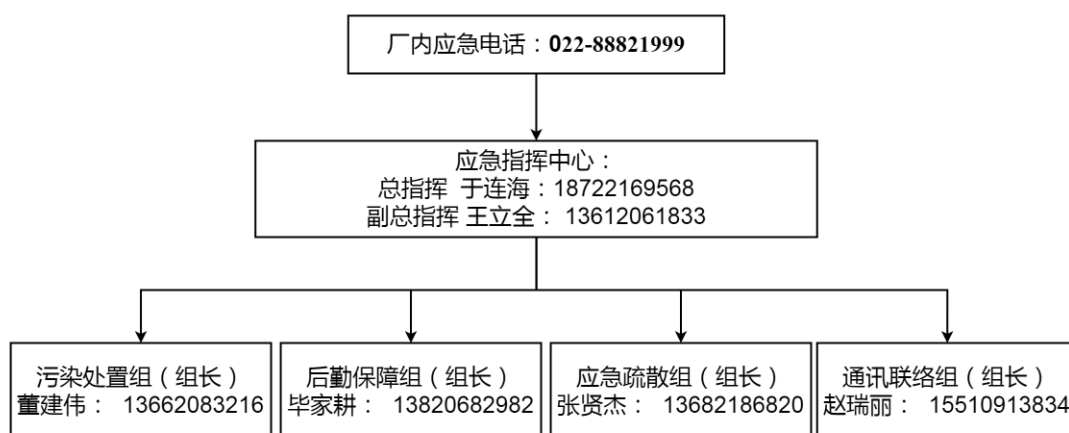 厂内应急电话：022-88821999
应急指挥中心：
总指挥 于连海：18722169568
副总指挥 王立全： 13612061833
污染处置组（组长）
董建伟： 13662083216
后勤保障组（组长）
毕家耕： 13820682982
应急疏散组（组长）
张贤杰： 13682186820
通讯联络组（组长）
赵瑞丽： 15510913834